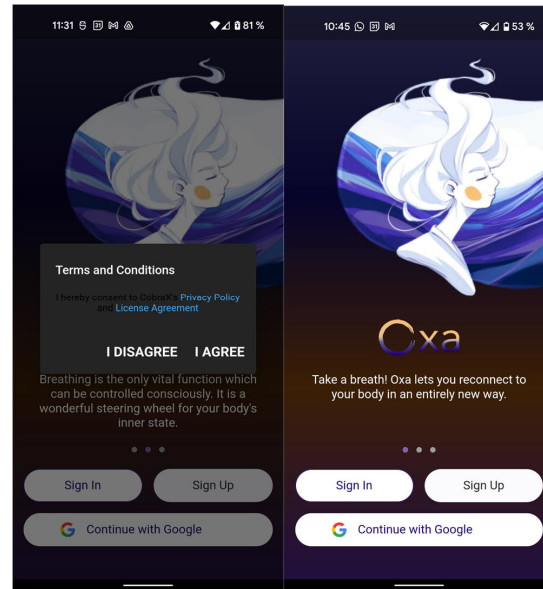 11:31
31
81 %
Terms and Conditions
I hereby consent to CobraX's Privacy Policy
and License Agreement
I DISAGREE I AGREE
Breathing is the only vital function which
can be controlled consciously. It is a
wonderful steering wheel for your body's
inner state.
Sign In Sign Up
G Continue with Google
10:45
31
53 %
Oxa
Take a breath! Oxa lets you reconnect to
your body in an entirely new way.
Sign In Sign Up
G Continue with Google